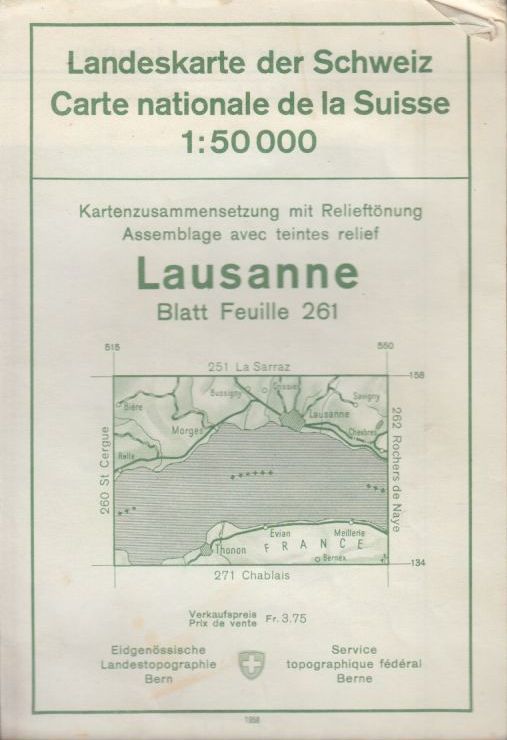 Landeskarte der Schweiz
Carte nationale de la Suisse
1:50 000
Kartenzusammensetzung mit Relieftönung
Assemblage avec teintes relief
Lausanne
Blatt Feuille 261
515
550
251 La Sarraz
158
Bussigny
Crissier
Savigny
Bière
Lausanne
Morges
Chexbres
Rolle
260 St Cergue
262 Rochers de Naye
Evian
Meillerie
Thonon
FRANCE
Bernex
134
271 Chablais
Verkaufspreis
Prix de vente
Fr. 3.75
Eidgenössische
Landestopographie
Bern
Service
topographique fédéral
Berne
1958